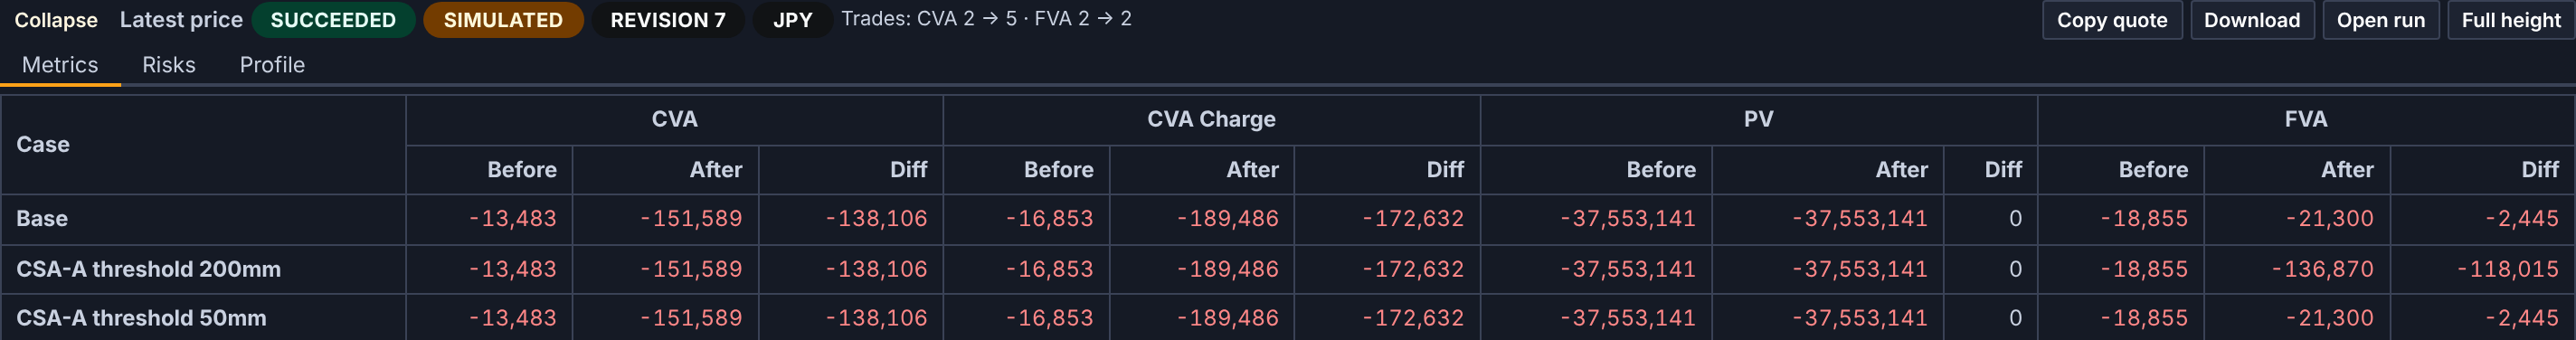 Collapse Latest price SUCCEEDED SIMULATED REVISION 7 JPY Trades: CVA 2 → 5 · FVA 2 → 2 Copy quote Download Open run Full height
Metrics Risks Profile
Case CVA CVA Charge PV FVA
Before After Diff Before After Diff Before After Diff Before After Diff
Base -13,483 -151,589 -138,106 -16,853 -189,486 -172,632 -37,553,141 -37,553,141 0 -18,855 -21,300 -2,445
CSA-A threshold 200mm -13,483 -151,589 -138,106 -16,853 -189,486 -172,632 -37,553,141 -37,553,141 0 -18,855 -136,870 -118,015
CSA-A threshold 50mm -13,483 -151,589 -138,106 -16,853 -189,486 -172,632 -37,553,141 -37,553,141 0 -18,855 -21,300 -2,445